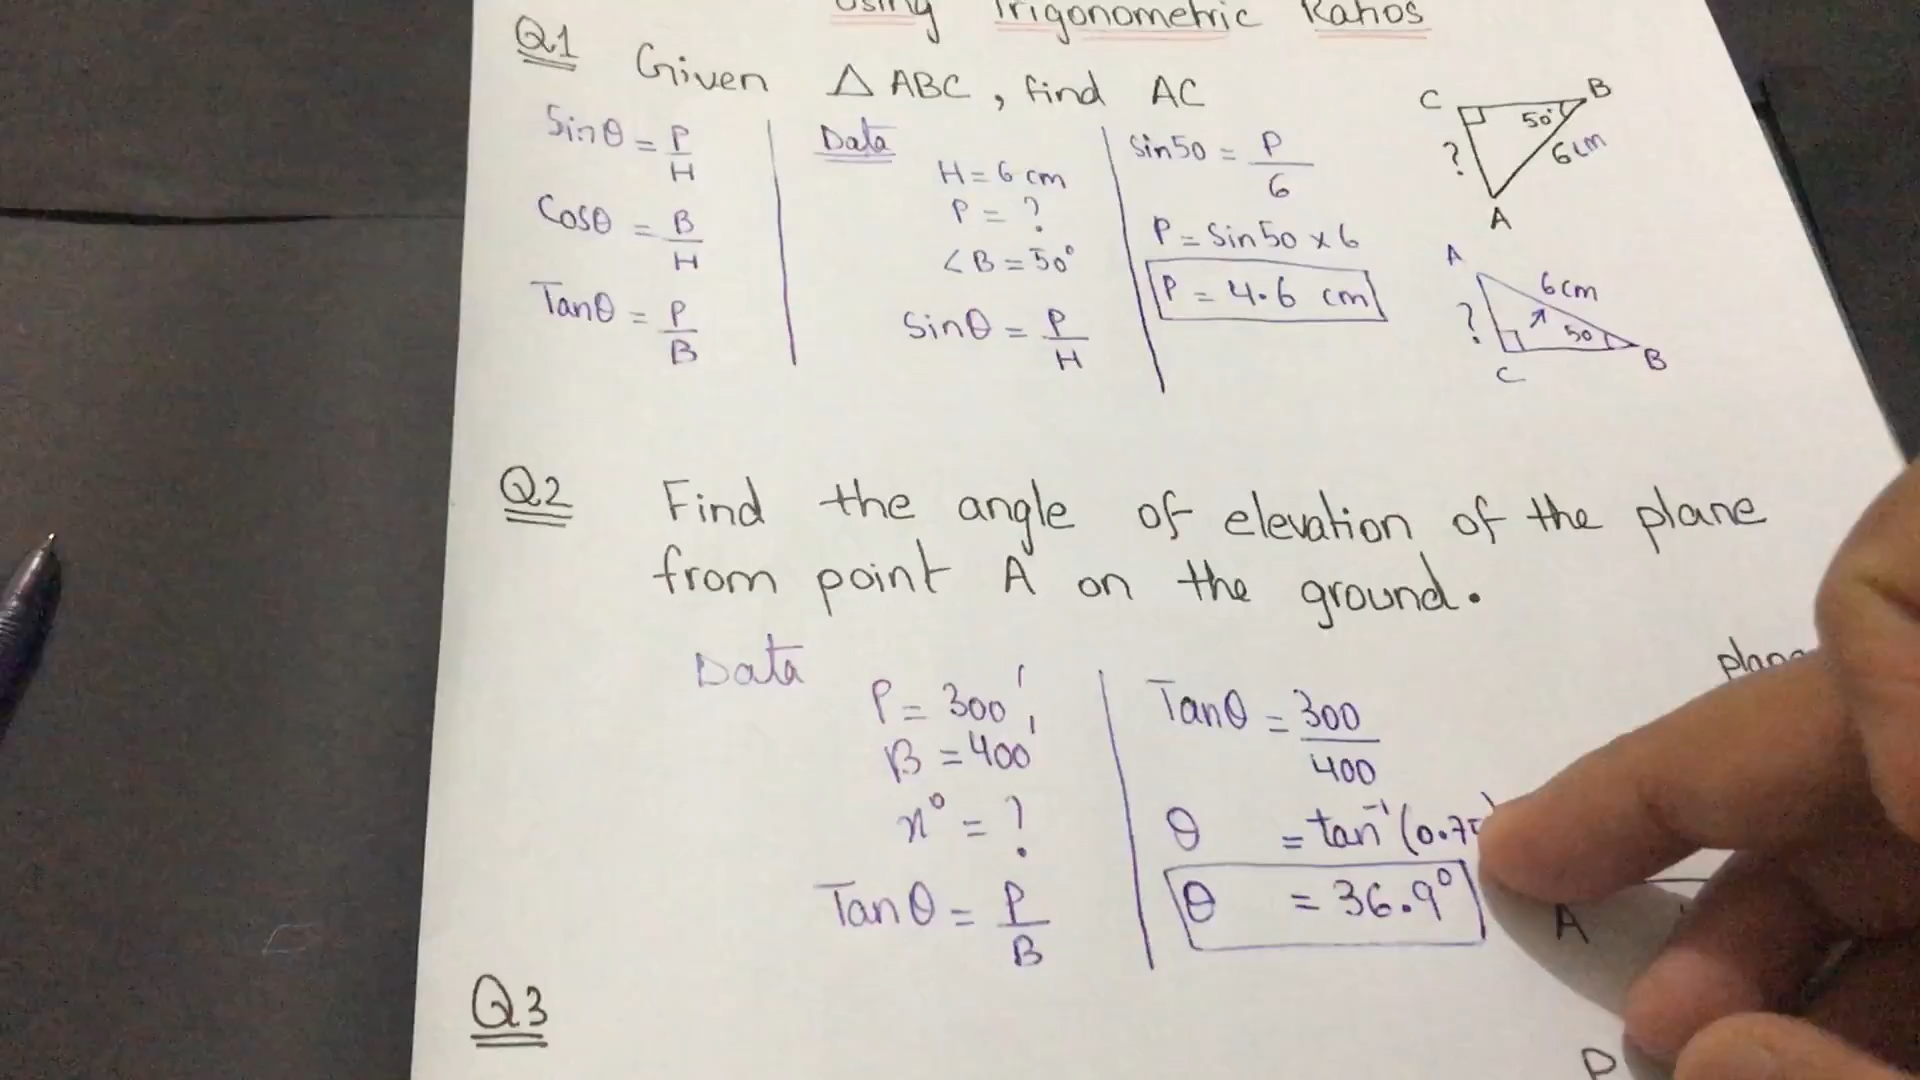 Using Trigonometric Ratios
Q1 Given △ ABC, find AC
Sinθ = P/H
Cosθ = B/H
Tanθ = P/B
Data
H = 6 cm
P = ?
<B = 50°
Sinθ = P/H
Sin50 = P/6
P = Sin50 x 6
P = 4.6 cm
C
B
50°
6cm
?
A
A
6cm
?
50
C
B
Q2 Find the angle of elevation of the plane
from point A on the ground.
Data
P = 300'
B = 400'
x° = ?
Tanθ = P/B
Tanθ = 300/400
θ = tan⁻¹(0.75)
θ = 36.9°
plane
A
Q3